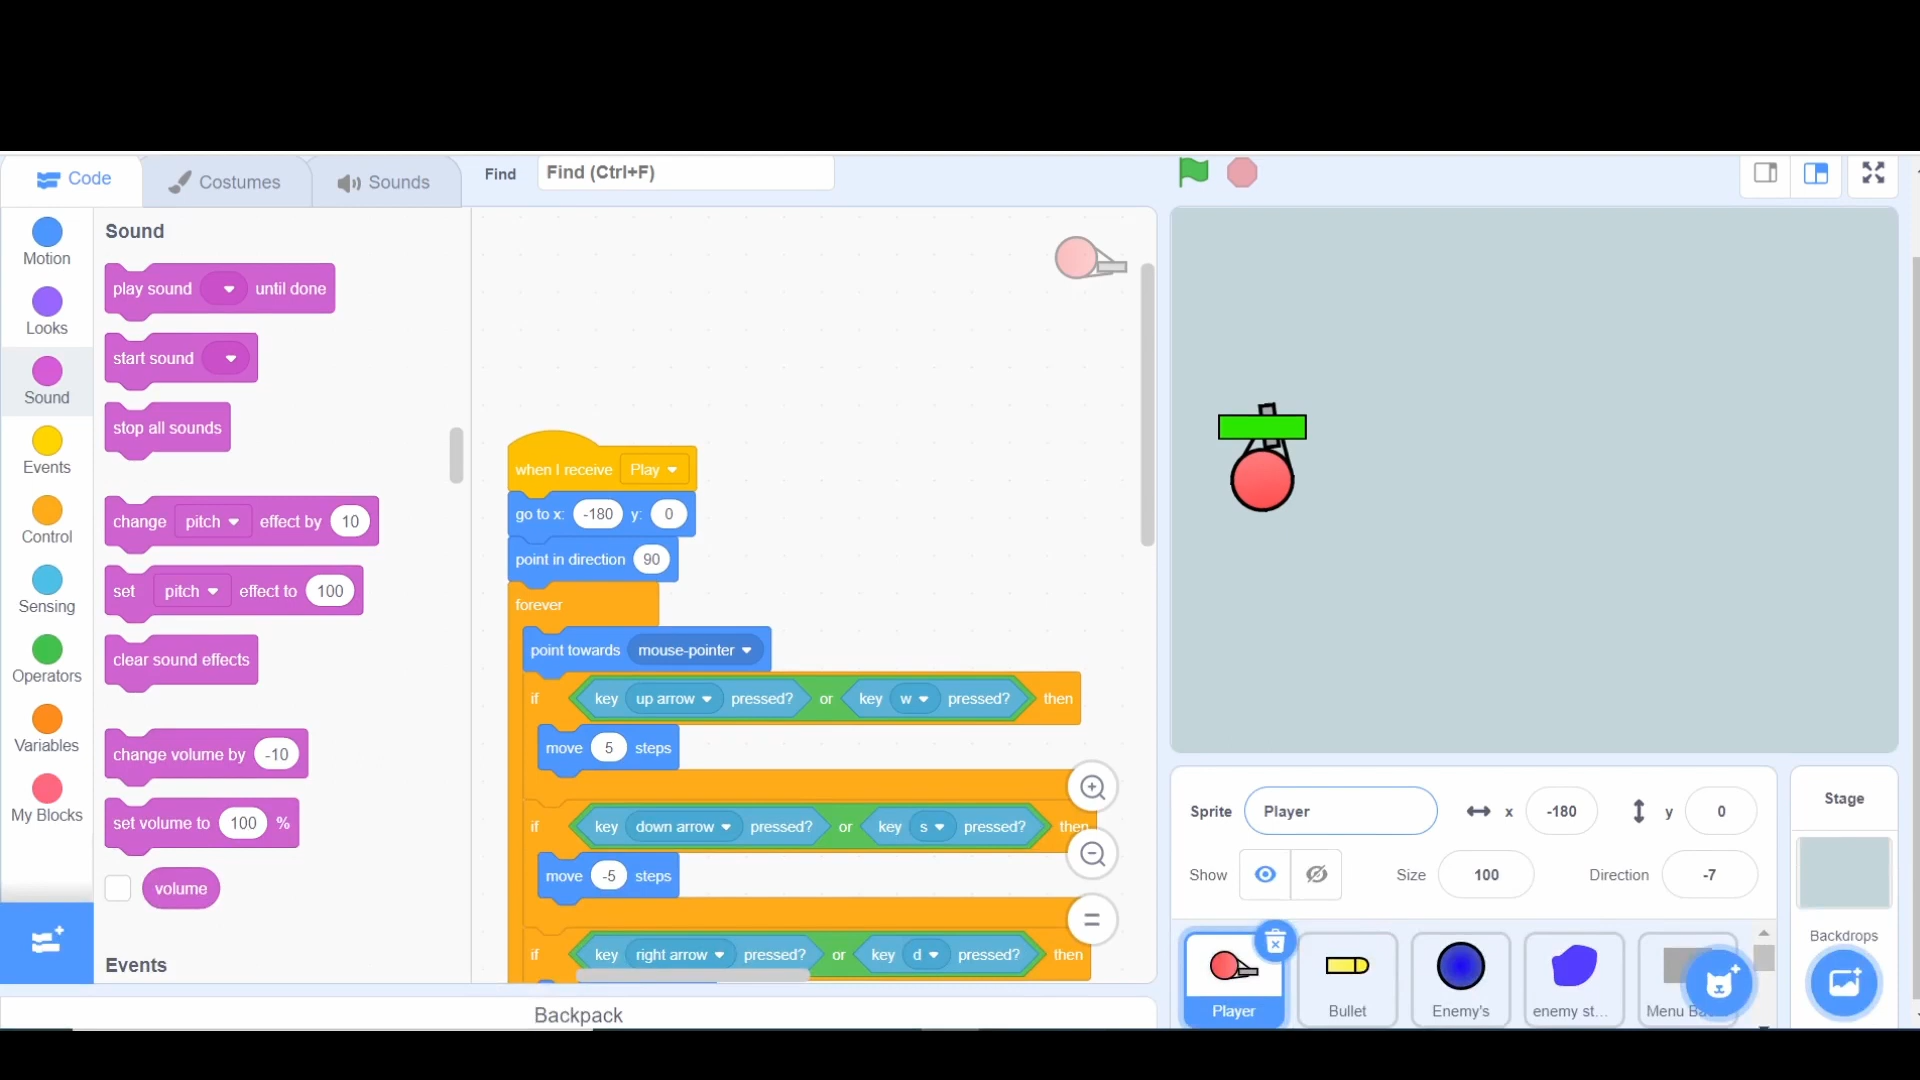 Code
Costumes
Sounds
Find
Find (Ctrl+F)
Motion
Looks
Sound
Events
Control
Sensing
Operators
Variables
My Blocks
Sound
play sound until done
start sound
stop all sounds
change pitch effect by 10
set pitch effect to 100
clear sound effects
change volume by -10
set volume to 100 %
volume
Events
when I receive Play
go to x: -180 y: 0
point in direction 90
forever
point towards mouse-pointer
if key up arrow pressed? or key w pressed? then
move 5 steps
if key down arrow pressed? or key s pressed? then
move -5 steps
if key right arrow pressed? or key d pressed? then
Backpack
Sprite Player x -180 y 0
Show Size 100 Direction -7
Player
Bullet
Enemy's
enemy st...
Menu
Stage
Backdrops